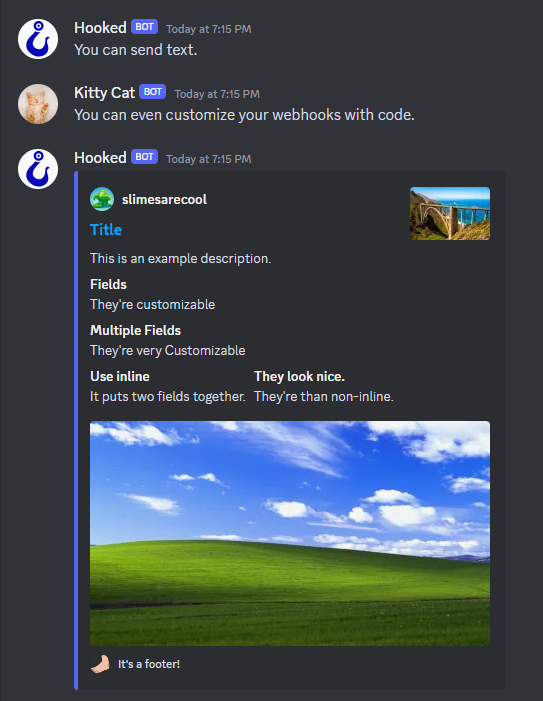 Hooked BOT Today at 7:15 PM
You can send text.
Kitty Cat BOT Today at 7:15 PM
You can even customize your webhooks with code.
Hooked BOT Today at 7:15 PM
slimesarecool
Title
This is an example description.
Fields
They're customizable
Multiple Fields
They're very Customizable
Use inline They look nice.
It puts two fields together. They're than non-inline.
It's a footer!